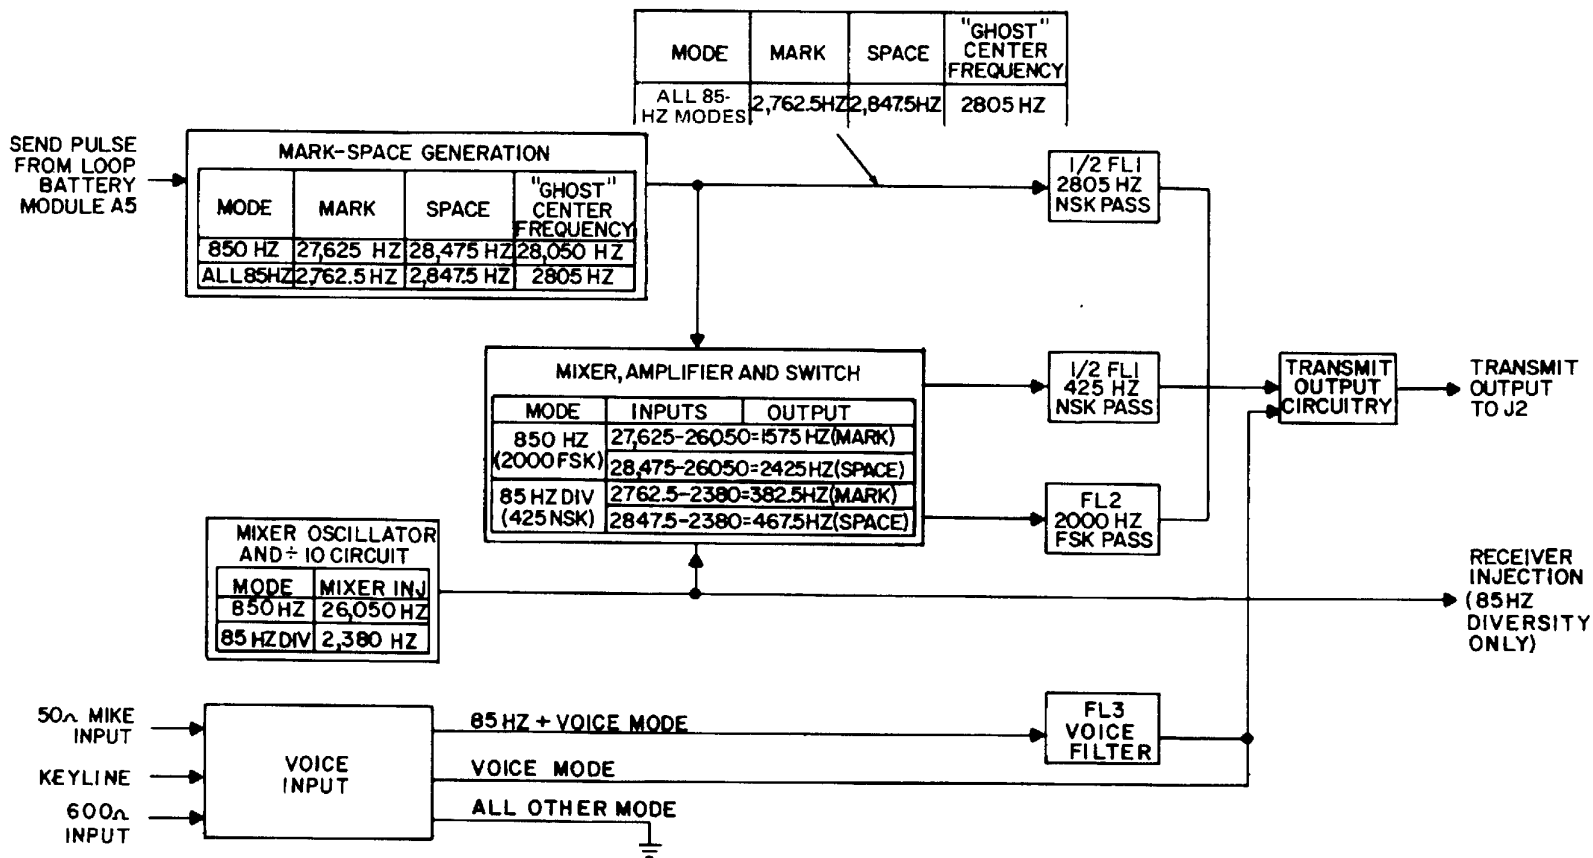 MODE MARK SPACE "GHOST" CENTER FREQUENCY
ALL 85-HZ MODES 2,762.5HZ 2,847.5HZ 2805 HZ
SEND PULSE
FROM LOOP
BATTERY
MODULE A5
MARK-SPACE GENERATION
MODE MARK SPACE "GHOST" CENTER FREQUENCY
850 HZ 27,625 HZ 28,475 HZ 28,050 HZ
ALL85HZ 2,762.5 HZ 2,847.5 HZ 2805 HZ
1/2 FL1
2805 HZ
NSK PASS
MIXER, AMPLIFIER AND SWITCH
MODE INPUTS OUTPUT
850 HZ
(2000 FSK)
27,625-26050=1575 HZ(MARK)
28,475-26050=2425HZ(SPACE)
85 HZ DIV
(425 NSK)
2762.5-2380=382.5HZ(MARK)
2847.5-2380=467.5HZ(SPACE)
1/2 FL1
425 HZ
NSK PASS
TRANSMIT
OUTPUT
CIRCUITRY
TRANSMIT
OUTPUT
TO J2
FL2
2000 HZ
FSK PASS
MIXER OSCILLATOR
AND ÷ 10 CIRCUIT
MODE MIXER INJ
850 HZ 26,050 HZ
85 HZ DIV 2,380 HZ
RECEIVER
INJECTION
(85HZ
DIVERSITY
ONLY)
50Ω MIKE
INPUT
KEYLINE
600Ω
INPUT
VOICE
INPUT
85 HZ + VOICE MODE
VOICE MODE
ALL OTHER MODE
FL3
VOICE
FILTER